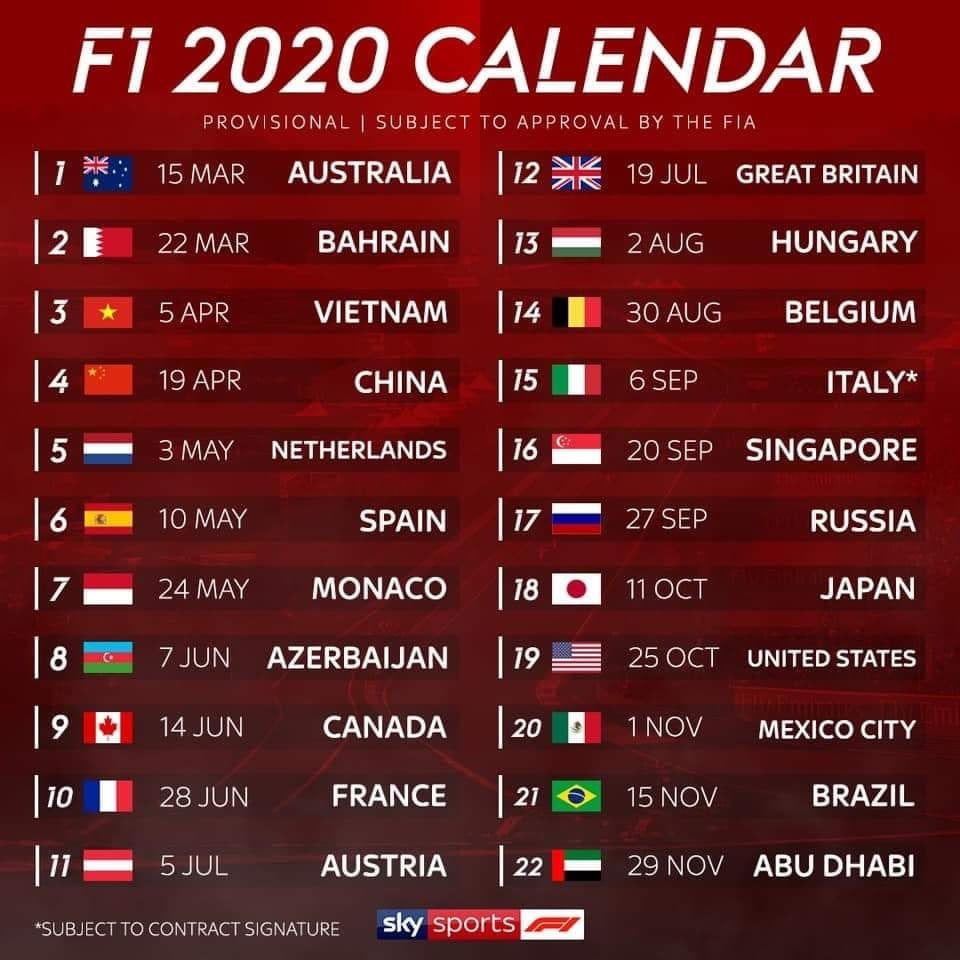 F1 2020 CALENDAR
PROVISIONAL | SUBJECT TO APPROVAL BY THE FIA
1 15 MAR AUSTRALIA
2 22 MAR BAHRAIN
3 5 APR VIETNAM
4 19 APR CHINA
5 3 MAY NETHERLANDS
6 10 MAY SPAIN
7 24 MAY MONACO
8 7 JUN AZERBAIJAN
9 14 JUN CANADA
10 28 JUN FRANCE
11 5 JUL AUSTRIA
12 19 JUL GREAT BRITAIN
13 2 AUG HUNGARY
14 30 AUG BELGIUM
15 6 SEP ITALY*
16 20 SEP SINGAPORE
17 27 SEP RUSSIA
18 11 OCT JAPAN
19 25 OCT UNITED STATES
20 1 NOV MEXICO CITY
21 15 NOV BRAZIL
22 29 NOV ABU DHABI
*SUBJECT TO CONTRACT SIGNATURE
sky sports F1